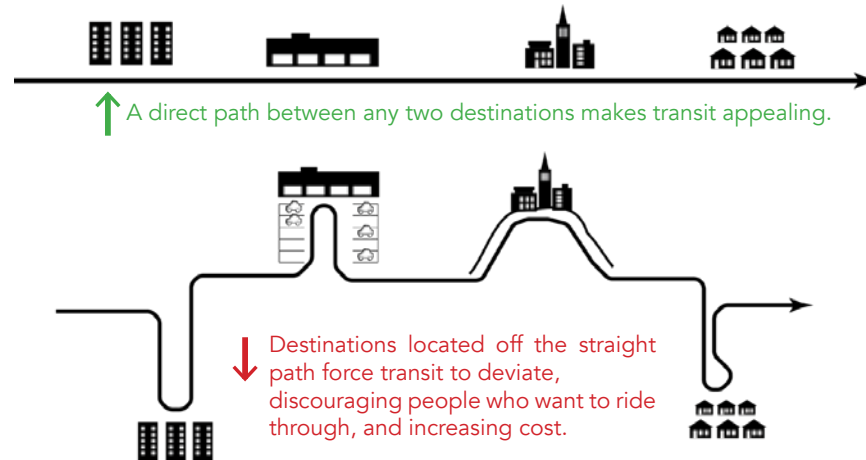 A direct path between any two destinations makes transit appealing.
Destinations located off the straight
path force transit to deviate,
discouraging people who want to ride
through, and increasing cost.